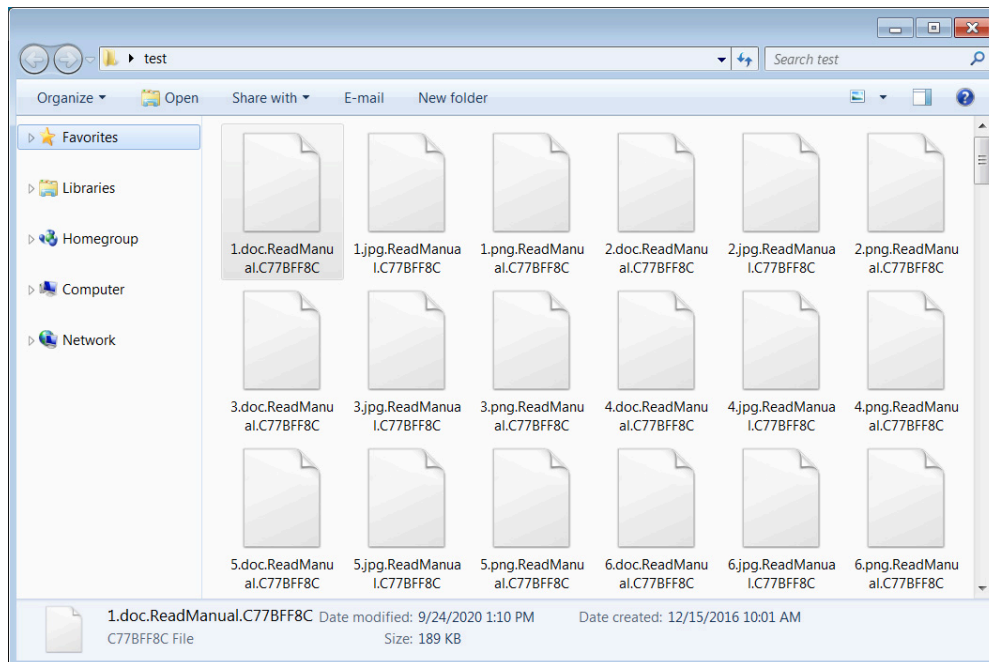 test
Search test
Organize
Open
Share with
E-mail
New folder
Favorites
Libraries
Homegroup
Computer
Network
1.doc.ReadManu
al.C77BFF8C
1.jpg.ReadManua
l.C77BFF8C
1.png.ReadManu
al.C77BFF8C
2.doc.ReadManu
al.C77BFF8C
2.jpg.ReadManua
l.C77BFF8C
2.png.ReadManu
al.C77BFF8C
3.doc.ReadManu
al.C77BFF8C
3.jpg.ReadManua
l.C77BFF8C
3.png.ReadManu
al.C77BFF8C
4.doc.ReadManu
al.C77BFF8C
4.jpg.ReadManua
l.C77BFF8C
4.png.ReadManu
al.C77BFF8C
5.doc.ReadManu
al.C77BFF8C
5.jpg.ReadManua
l.C77BFF8C
5.png.ReadManu
al.C77BFF8C
6.doc.ReadManu
al.C77BFF8C
6.jpg.ReadManua
l.C77BFF8C
6.png.ReadManu
al.C77BFF8C
1.doc.ReadManual.C77BFF8C Date modified: 9/24/2020 1:10 PM Date created: 12/15/2016 10:01 AM
C77BFF8C File Size: 189 KB